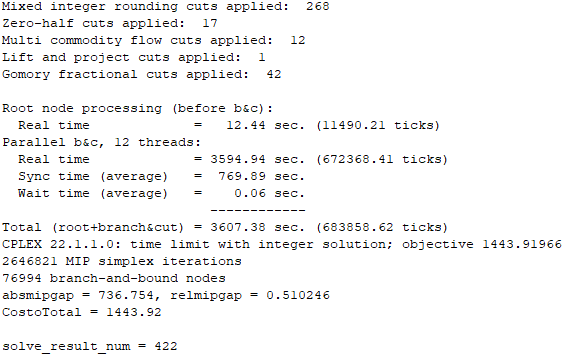 Mixed integer rounding cuts applied:  268
Zero-half cuts applied:  17
Multi commodity flow cuts applied:  12
Lift and project cuts applied:  1
Gomory fractional cuts applied:  42

Root node processing (before b&c):
  Real time             =   12.44 sec. (11490.21 ticks)
Parallel b&c, 12 threads:
  Real time             = 3594.94 sec. (672368.41 ticks)
  Sync time (average)   =  769.89 sec.
  Wait time (average)   =    0.06 sec.
                          ------------
Total (root+branch&cut) = 3607.38 sec. (683858.62 ticks)
CPLEX 22.1.1.0: time limit with integer solution; objective 1443.91966
2646821 MIP simplex iterations
76994 branch-and-bound nodes
absmipgap = 736.754, relmipgap = 0.510246
CostoTotal = 1443.92

solve_result_num = 422